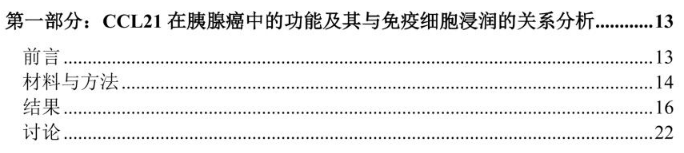 第一部分：CCL21 在胰腺癌中的功能及其与免疫细胞浸润的关系分析............13
前言............13
材料与方法............14
结果............16
讨论............22